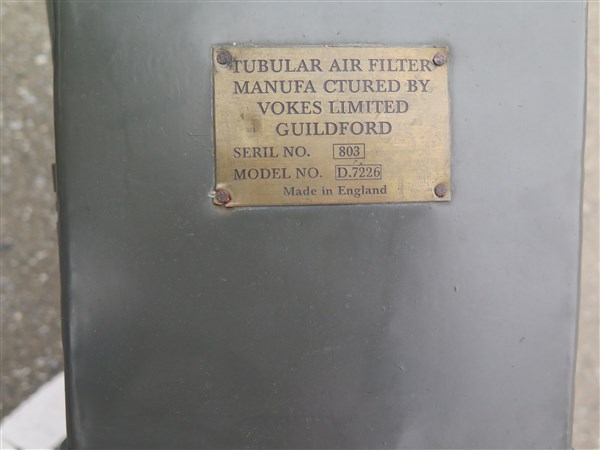 TUBULAR AIR FILTER
MANUFA CTURED BY
VOKES LIMITED
GUILDFORD
SERIL NO. 803
MODEL NO. D.7226
Made in England